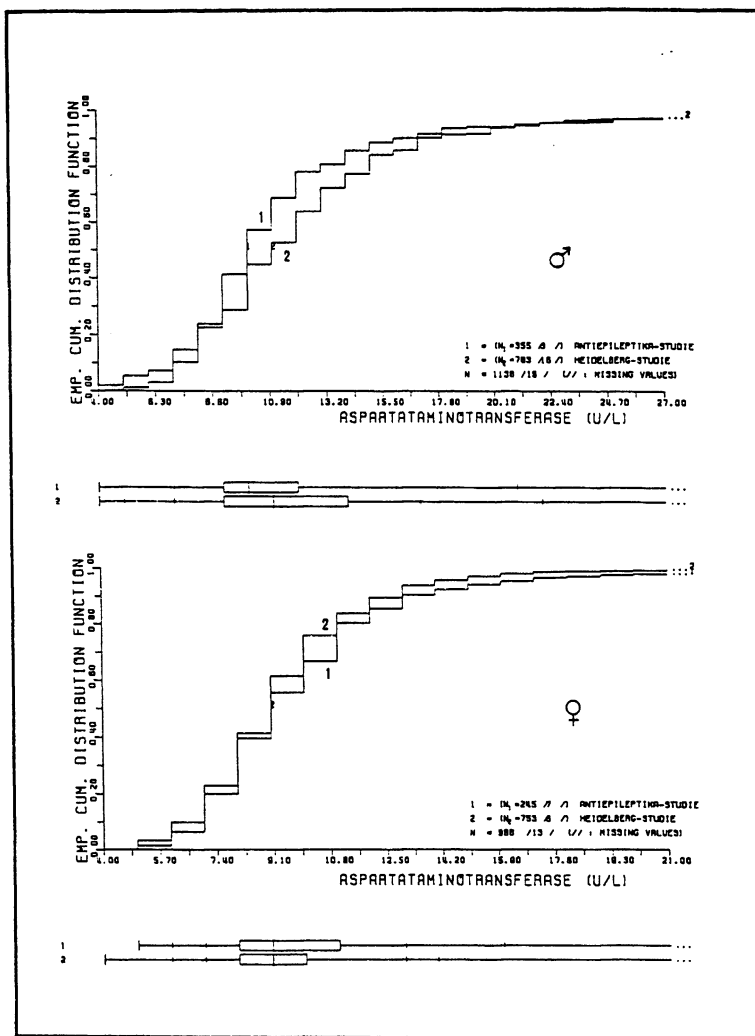 EMP. CUM. DISTRIBUTION FUNCTION
0.00 0.20 0.40 0.60 0.80 1.00
1
2
...2
♂
1 = (N₁=355 /9 /) ANTIEPILEPTIKA-STUDIE
2 = (N₂=783 /16 /) HEIDELBERG-STUDIE
N = 1138 /18 / (// : MISSING VALUES)
4.00 6.30 8.60 10.90 13.20 15.50 17.80 20.10 22.40 24.70 27.00
ASPARTATAMINOTRANSFERASE (U/L)
1 ...
2 ...
EMP. CUM. DISTRIBUTION FUNCTION
0.00 0.20 0.40 0.60 0.80 1.00
2
1
2
♀
1 = (N₁=245 /7 /) ANTIEPILEPTIKA-STUDIE
2 = (N₂=753 /6 /) HEIDELBERG-STUDIE
N = 998 /13 / (// : MISSING VALUES)
4.00 5.70 7.40 9.10 10.80 12.50 14.20 15.90 17.60 19.30 21.00
ASPARTATAMINOTRANSFERASE (U/L)
1 ...
2 ...